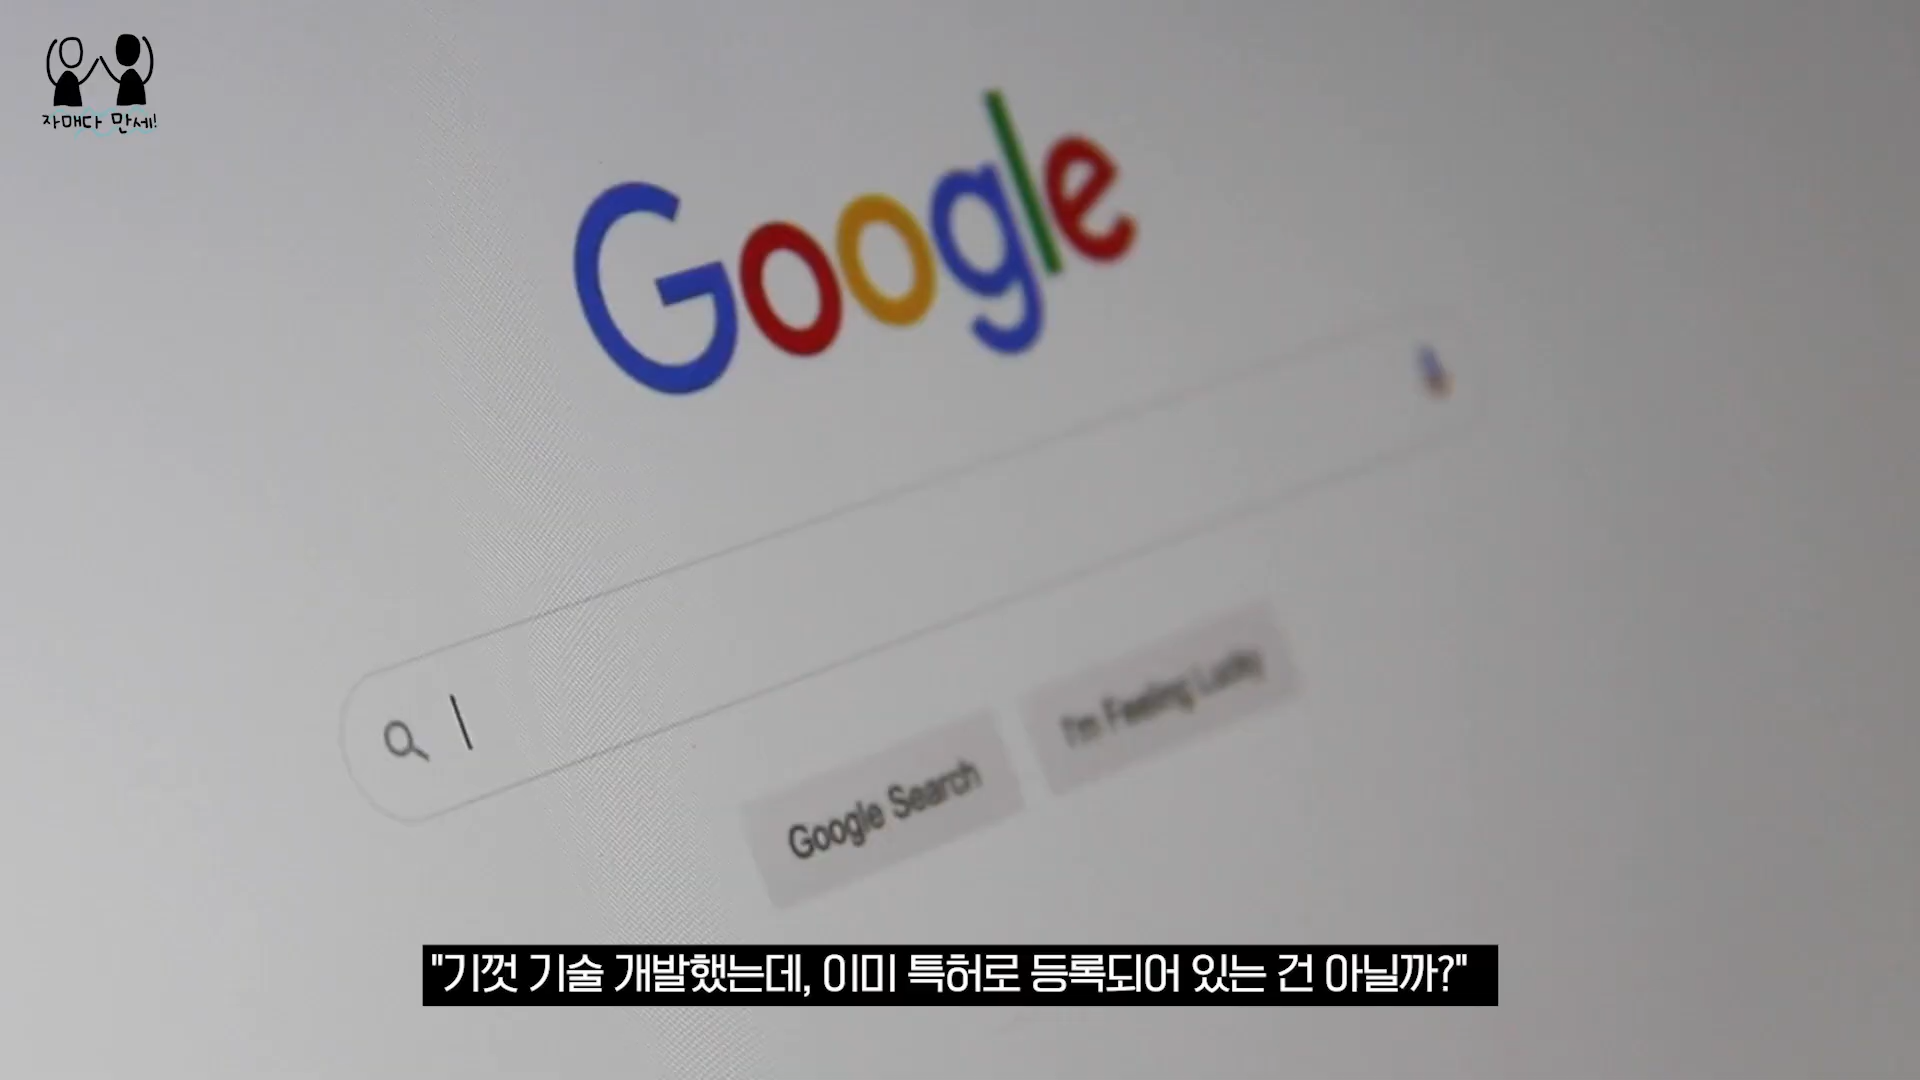 자매다 만세!
Google
Google Search
I'm Feeling Lucky
"기껏 기술 개발했는데, 이미 특허로 등록되어 있는 건 아닐까?"